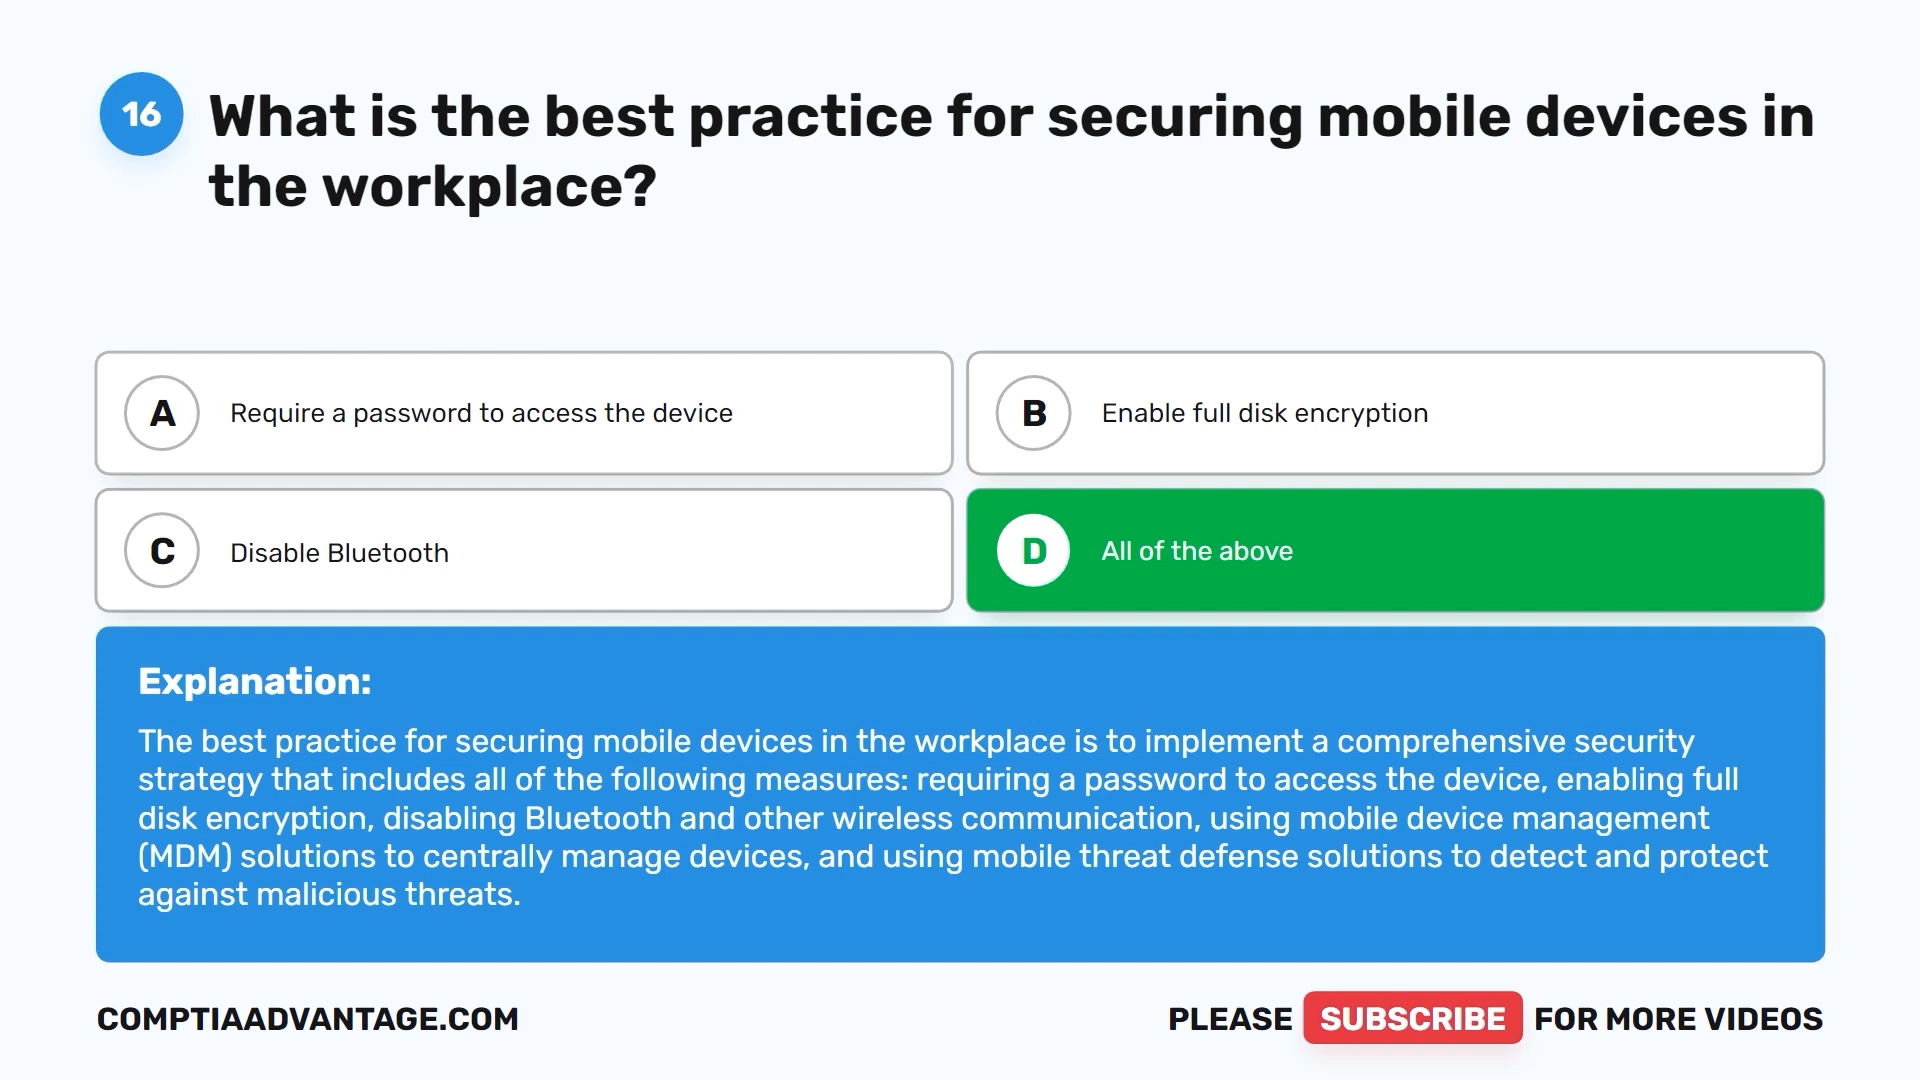 16
What is the best practice for securing mobile devices in
the workplace?
A
Require a password to access the device
B
Enable full disk encryption
C
Disable Bluetooth
D
All of the above
Explanation:
The best practice for securing mobile devices in the workplace is to implement a comprehensive security
strategy that includes all of the following measures: requiring a password to access the device, enabling full
disk encryption, disabling Bluetooth and other wireless communication, using mobile device management
(MDM) solutions to centrally manage devices, and using mobile threat defense solutions to detect and protect
against malicious threats.
COMPTIAADVANTAGE.COM
PLEASE SUBSCRIBE FOR MORE VIDEOS